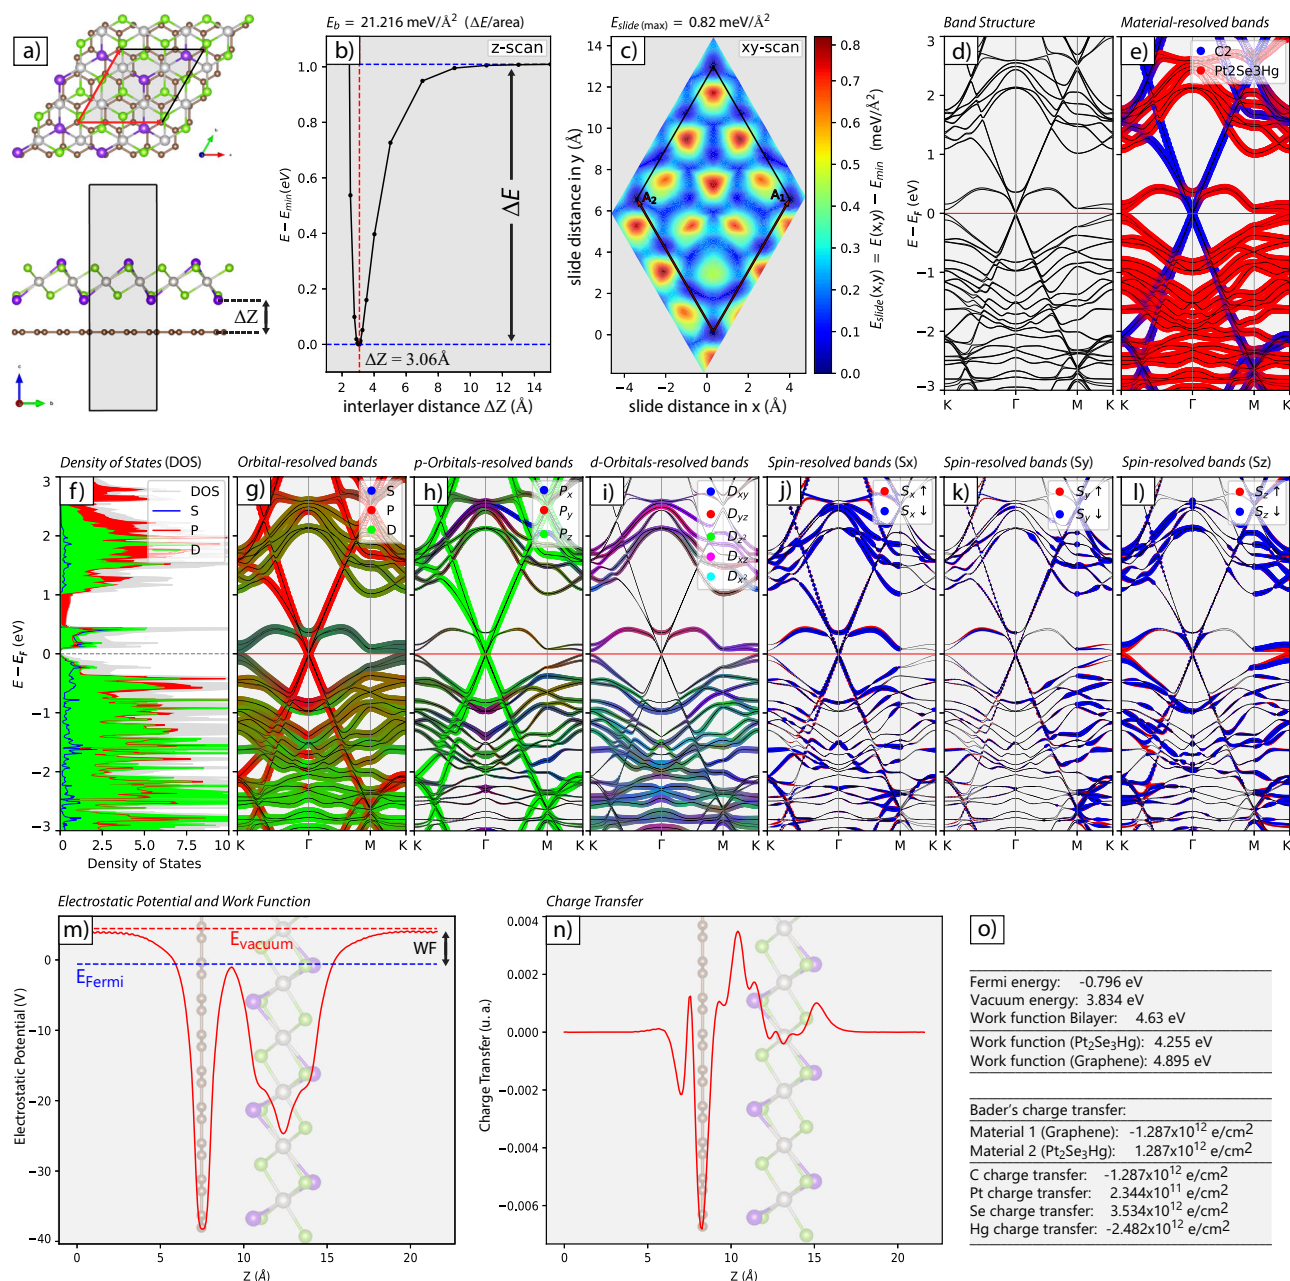 a)
E_b = 21.216 meV/Å² (ΔE/area)
b)
z-scan
E − E_min (eV)
1.0
0.8
0.6
0.4
0.2
0.0
ΔE
ΔZ = 3.06Å
2 4 6 8 10 12 14
interlayer distance ΔZ (Å)
ΔZ
E_slide (max) = 0.82 meV/Å²
c)
xy-scan
slide distance in y (Å)
14
12
10
8
6
4
2
0
A₂
A₁
−4 −2 0 2 4
slide distance in x (Å)
0.8
0.7
0.6
0.5
0.4
0.3
0.2
0.1
0.0
E_slide (x,y) = E(x,y) − E_min (meV/Å²)
Band Structure
d)
E−E_F (eV)
3
2
1
0
−1
−2
−3
K Γ M K
Material-resolved bands
e)
C2
Pt2Se3Hg
K Γ M K
Density of States (DOS)
f)
DOS
S
P
D
E − E_F (eV)
3
2
1
0
−1
−2
−3
0 2.5 5.0 7.5 10
Density of States
Orbital-resolved bands
g)
S
P
D
K Γ M K
p-Orbitals-resolved bands
h)
P_x
P_y
P_z
K Γ M K
d-Orbitals-resolved bands
i)
D_xy
D_yz
D_z²
D_xz
D_x²
K Γ M K
Spin-resolved bands (Sx)
j)
S_x ↑
S_x ↓
K Γ M K
Spin-resolved bands (Sy)
k)
S_y ↑
S_y ↓
K Γ M K
Spin-resolved bands (Sz)
l)
S_z ↑
S_z ↓
K Γ M K
Electrostatic Potential and Work Function
m)
E_vacuum
WF
E_Fermi
Electrostatic Potential (V)
0
−10
−20
−30
−40
0 5 10 15 20
Z (Å)
Charge Transfer
n)
Charge Transfer (u. a.)
0.004
0.002
0.000
−0.002
−0.004
−0.006
0 5 10 15 20
Z (Å)
o)
Fermi energy: -0.796 eV
Vacuum energy: 3.834 eV
Work function Bilayer: 4.63 eV
Work function (Pt₂Se₃Hg): 4.255 eV
Work function (Graphene): 4.895 eV
Bader's charge transfer:
Material 1 (Graphene): -1.287x10¹² e/cm²
Material 2 (Pt₂Se₃Hg): 1.287x10¹² e/cm²
C charge transfer: -1.287x10¹² e/cm²
Pt charge transfer: 2.344x10¹¹ e/cm²
Se charge transfer: 3.534x10¹² e/cm²
Hg charge transfer: -2.482x10¹² e/cm²